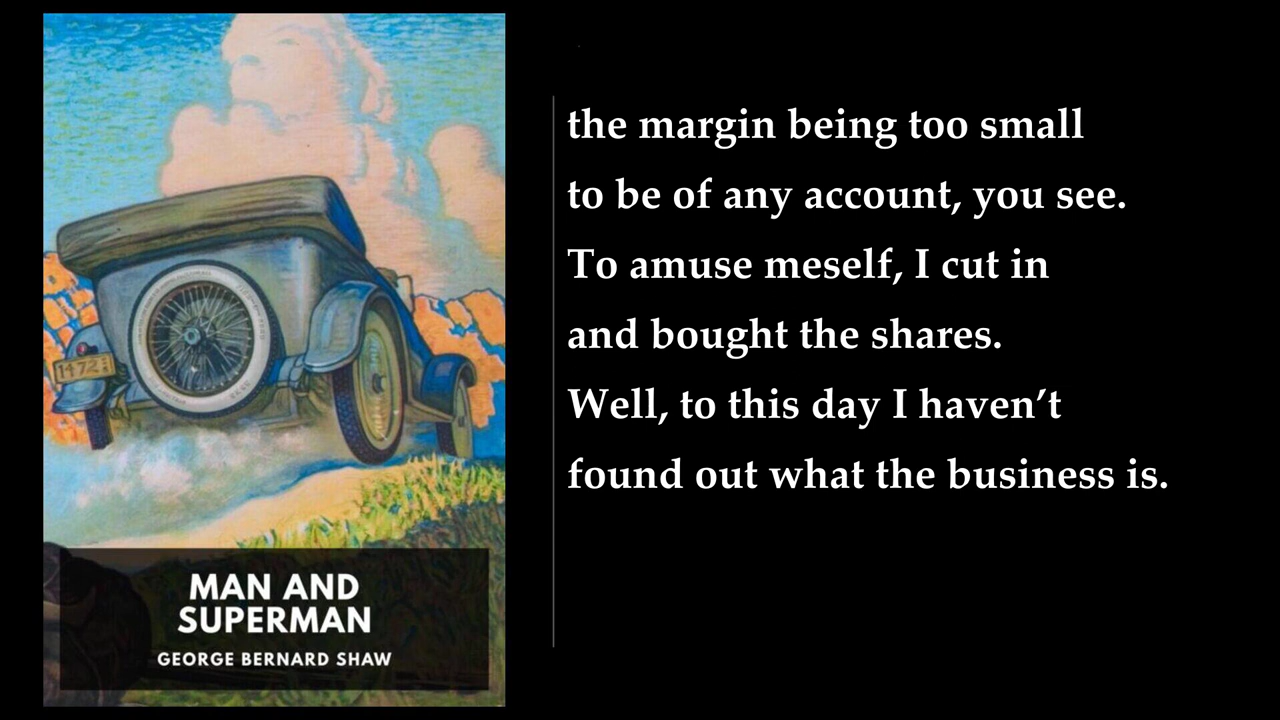 the margin being too small
to be of any account, you see.
To amuse meself, I cut in
and bought the shares.
Well, to this day I haven’t
found out what the business is.
1472
MAN AND
SUPERMAN
GEORGE BERNARD SHAW